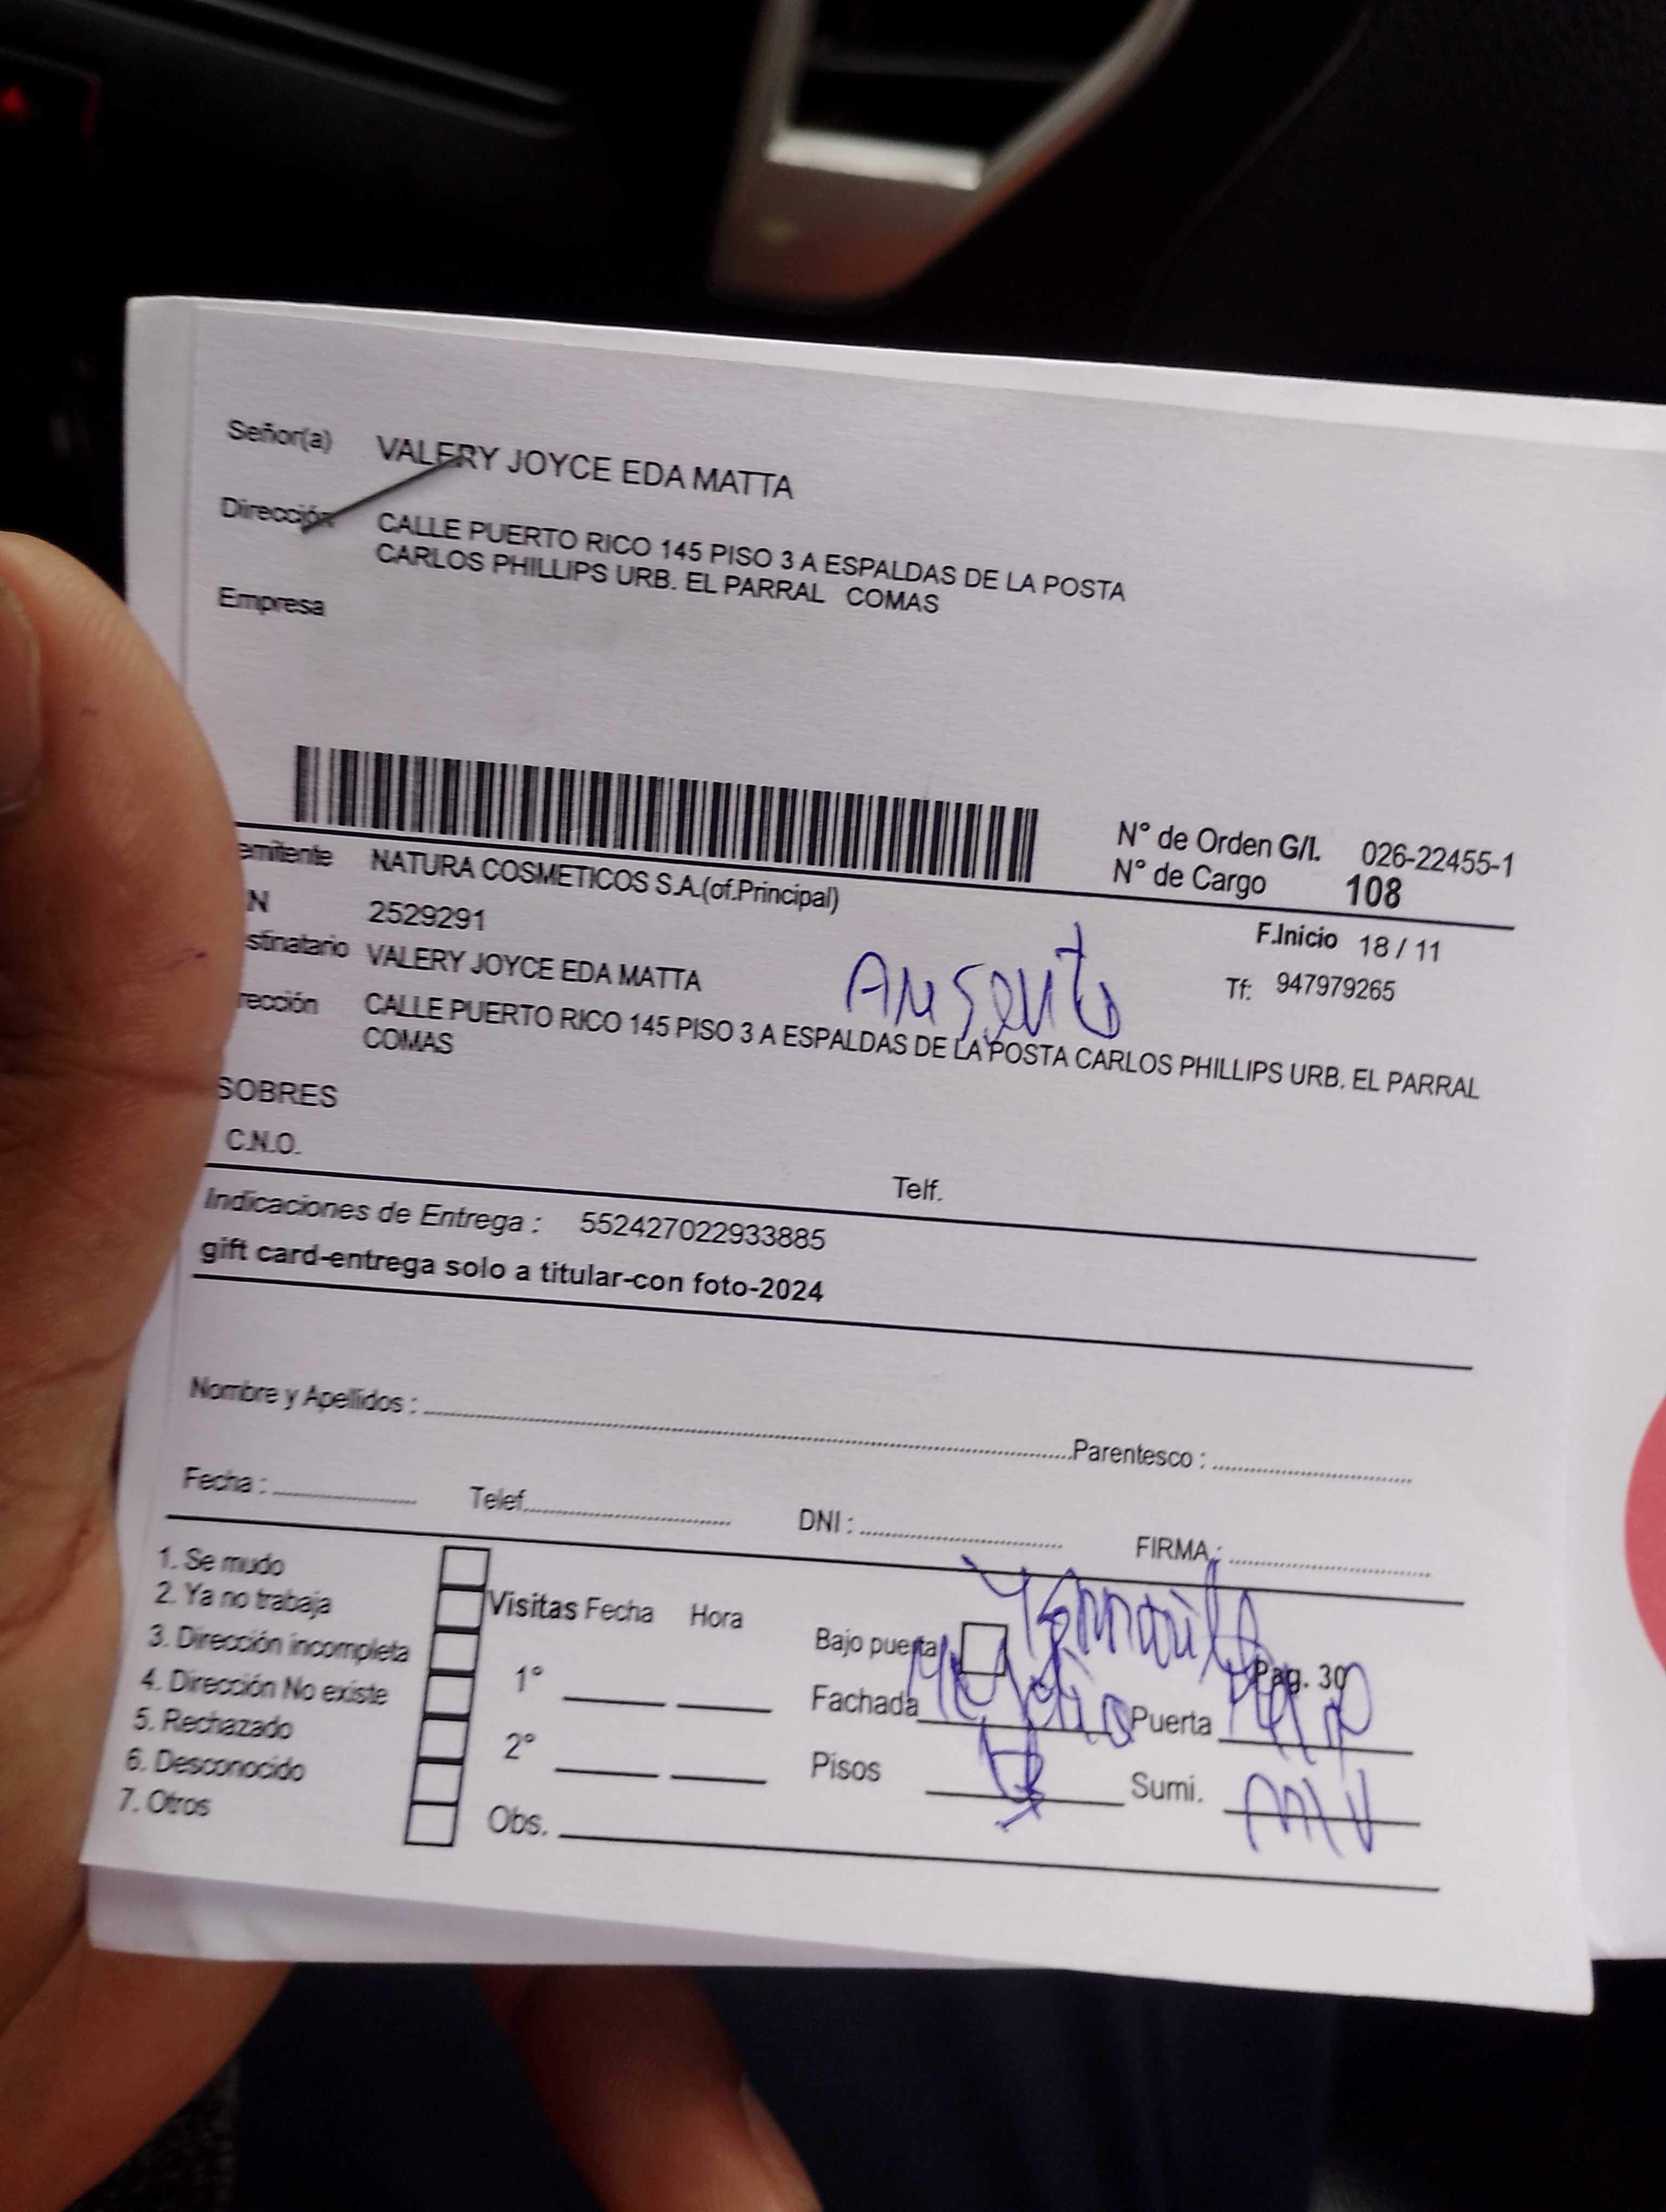 Señor(a) VALERY JOYCE EDA MATTA
Dirección CALLE PUERTO RICO 145 PISO 3 A ESPALDAS DE LA POSTA
CARLOS PHILLIPS URB. EL PARRAL COMAS
Empresa
N° de Orden G/I. 026-22455-1
N° de Cargo 108
emitente NATURA COSMETICOS S.A.(of.Principal)
F.Inicio 18 / 11
N 2529291
Tf: 947979265
stinatario VALERY JOYCE EDA MATTA
Ausente
rección CALLE PUERTO RICO 145 PISO 3 A ESPALDAS DE LA POSTA CARLOS PHILLIPS URB. EL PARRAL
COMAS
SOBRES
C.N.O.
Telf.
Indicaciones de Entrega : 552427022933885
gift card-entrega solo a titular-con foto-2024
Nombre y Apellidos : Parentesco :
Fecha : Telef. DNI : FIRMA :
1. Se mudo
2. Ya no trabaja
3. Dirección incompleta
4. Dirección No existe
5. Rechazado
6. Desconocido
7. Otros
Visitas Fecha Hora
1°
2°
Obs.
Bajo puerta
Pag. 30
Fachada Puerta
Pisos Sumi.